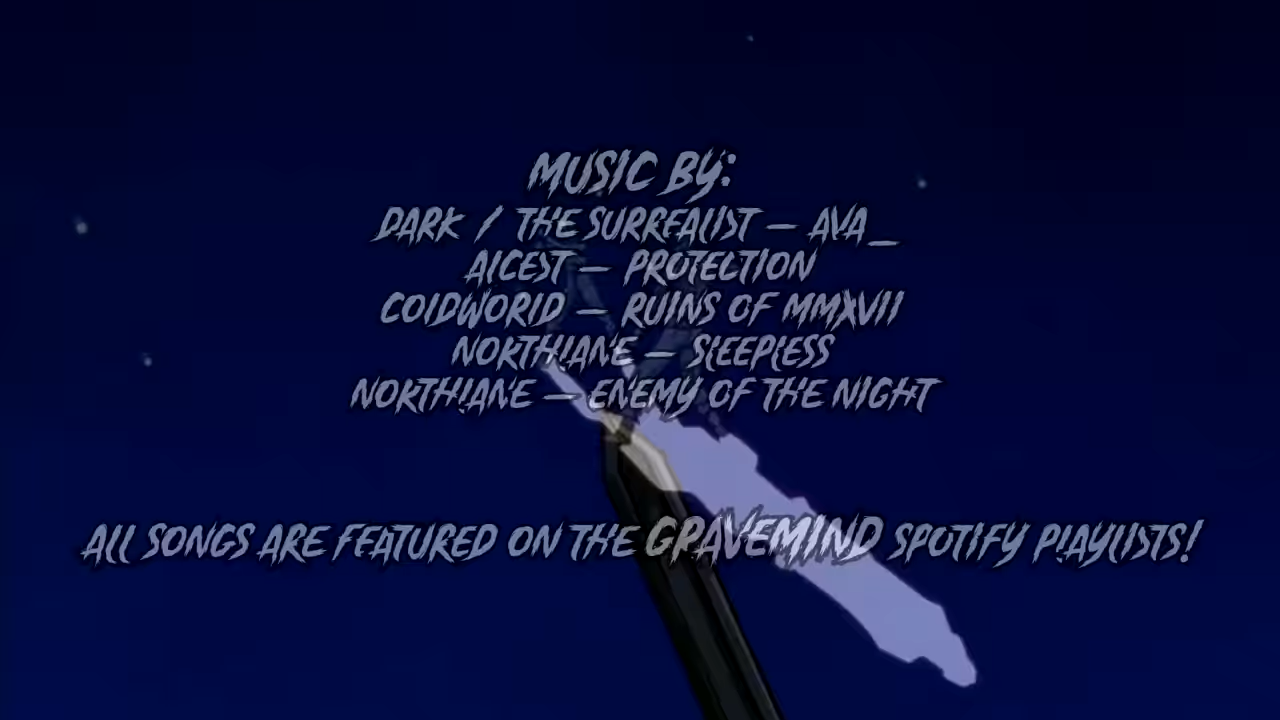 MUSIC BY:
DARK / THE SURREALIST – AVA_
ALCEST – PROTECTION
COLDWORLD – RUINS OF MMXVII
NORTHLANE – SLEEPLESS
NORTHLANE – ENEMY OF THE NIGHT
ALL SONGS ARE FEATURED ON THE GRAVEMIND SPOTIFY PLAYLISTS!